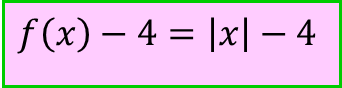 f(x) − 4 = |x| − 4